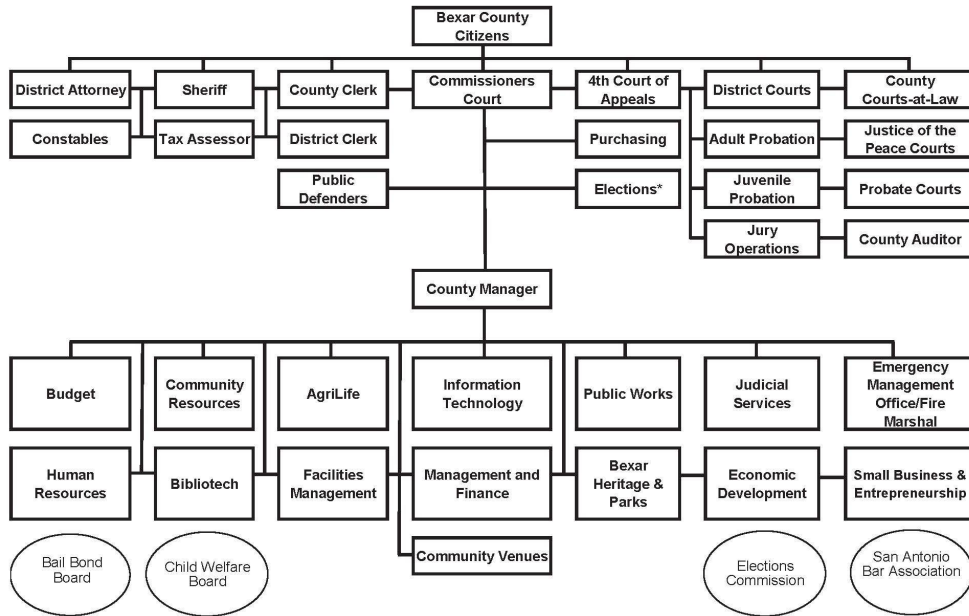 Bexar County
Citizens
District Attorney
Sheriff
County Clerk
Commissioners
Court
4th Court of
Appeals
District Courts
County
Courts-at-Law
Constables
Tax Assessor
District Clerk
Purchasing
Adult Probation
Justice of the
Peace Courts
Public
Defenders
Elections*
Juvenile
Probation
Probate Courts
Jury
Operations
County Auditor
County Manager
Budget
Community
Resources
AgriLife
Information
Technology
Public Works
Judicial
Services
Emergency
Management
Office/Fire
Marshal
Human
Resources
Bibliotech
Facilities
Management
Management and
Finance
Bexar
Heritage &
Parks
Economic
Development
Small Business &
Entrepreneurship
Community Venues
Bail Bond
Board
Child Welfare
Board
Elections
Commission
San Antonio
Bar Association